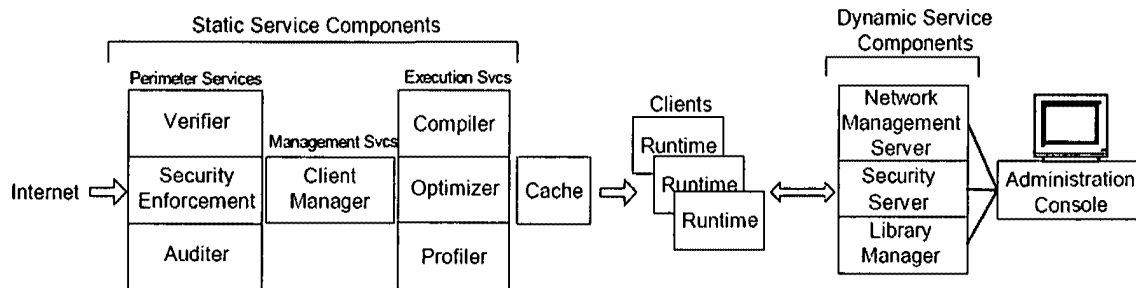 Static Service Components
Dynamic Service
Components
Perimeter Services
Execution Svcs
Verifier
Compiler
Clients
Network
Management
Server
Management Svcs
Runtime
Internet
Security
Enforcement
Client
Manager
Optimizer
Cache
Runtime
Security
Server
Administration
Console
Runtime
Auditer
Profiler
Library
Manager